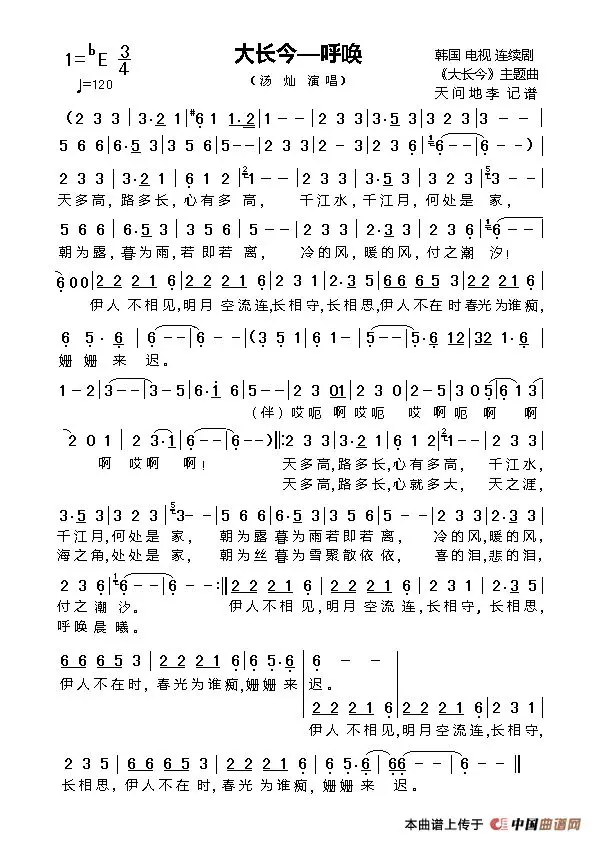 大长今—呼唤
1=ᵇE 3/4
♩=120
（汤 灿 演唱）
韩国 电视 连续剧
《大长今》主题曲
天问地李 记谱
(2 3 3 | 3·2 1 | #6 1 1·2 | 1 - - | 2 3 3 | 3·5 3 | 3 2 3 | 3 - - |
5 6 6 | 6·5 3 | 3 5 6 | 5 - - | 2 3 3 | 2 - 3 | 2 - 3 | 6 - - | 6 - - )|
2 3 3 | 3·2 1 | 6 1 2 | 1 - - | 2 3 3 | 3·5 3 | 3 2 3 | 3 - - |
天多高，路多长，心有多 高， 千江水，千江月，何处是 家，
5 6 6 | 6·5 3 | 3 5 6 | 5 - - | 2 3 3 | 2·3 3 | 2 3 3 | 6 - - |
朝为露，暮为雨，若即若 离， 冷的风，暖的风，付之潮 汐！
6 0 0 | 2 2 2 1 6 | 2 2 2 1 6 | 2 3 1 | 2·3 5 | 6 6 6 5 3 | 2 2 2 1 6 |
伊人 不相见，明月 空流连，长相守，长相思，伊人不在 时春光为谁痴，
6 5·6 | 6 - - | 6 - - | (3 5 1 | 6 1 - | 5 - - | 5·6 12 | 32 1·6 |
姗 姗 来 迟。
1 - 2 | 3 - - | 3 - 5 | 6·i 6 | 5 - - | 2 3 01 | 2 3 0 | 2 - 5 | 3 0 5 | 6 1 3 |
（伴）哎呃 啊哎呃 哎 啊呃 啊 啊
2 0 1 | 2 3·1 | 6 - - | 6 - - )‖: 2 3 3 | 3·2 1 | 6 1 2 | 1 - - | 2 3 3 |
啊 哎啊 啊！ 天多高，路多长，心有多高， 千江水，
天多高，路多长，心就多大， 天之涯，
3·5 3 | 3 2 3 | 3 - - | 5 6 6 | 6·5 3 | 3 5 6 | 5 - - | 2 3 3 | 2·3 3 |
千江月，何处是 家， 朝为露 暮为雨若即若 离， 冷的风，暖的风，
海之角，处处是 家， 朝为丝 暮为雪聚散依 依， 喜的泪，悲的泪，
2 3 6 | 6 - - | 6 - - :‖ 2 2 2 1 6 | 2 2 2 1 6 | 2 3 1 | 2·3 5 |
付之潮 汐。 伊人不相 见，明月 空流 连，长相守， 长相思，
呼唤晨 曦。
6 6 6 5 3 | 2 2 2 1 6 | 6 5·6 | 6 - - |
伊人不在时，春光为谁痴，姗姗来 迟。
2 2 2 1 6 | 2 2 2 1 6 | 2 3 1 |
伊人 不相见，明月空流连，长相守，
2 3 5 | 6 6 6 5 3 | 2 2 2 1 6 | 6 5·6 | 66 - - ‖
长相思，伊人不在 时，春光 为谁痴，姗姗来 迟。
本曲谱上传于 中国曲谱网